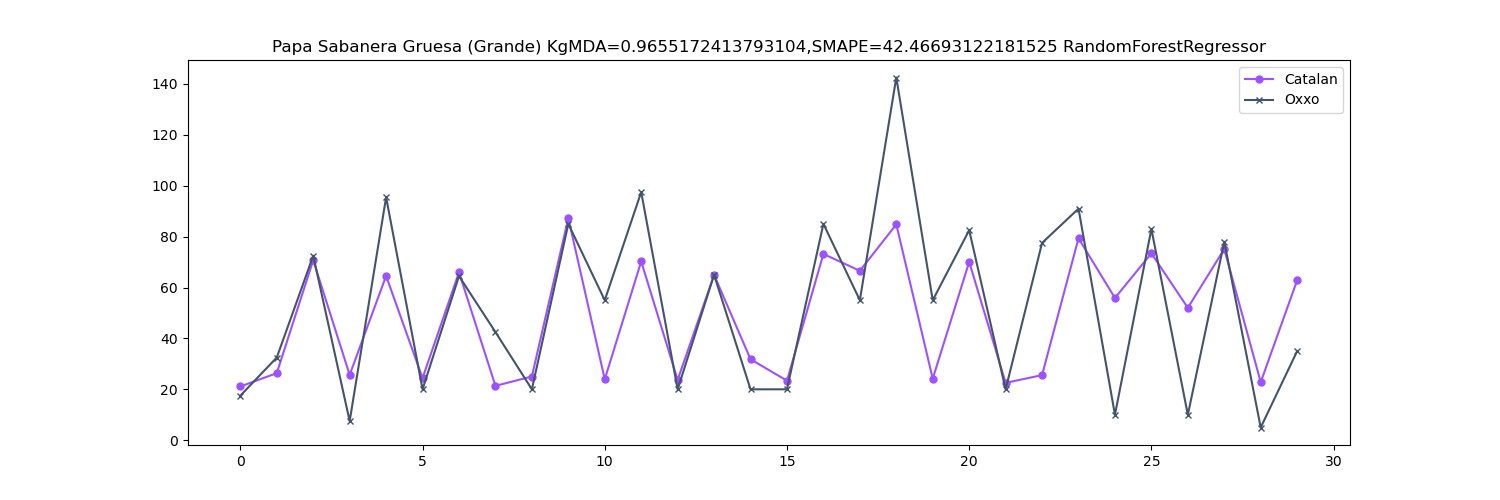 Papa Sabanera Gruesa (Grande) KgMDA=0.9655172413793104,SMAPE=42.46693122181525 RandomForestRegressor
Catalan
Oxxo
140
120
100
80
60
40
20
0
0 5 10 15 20 25 30